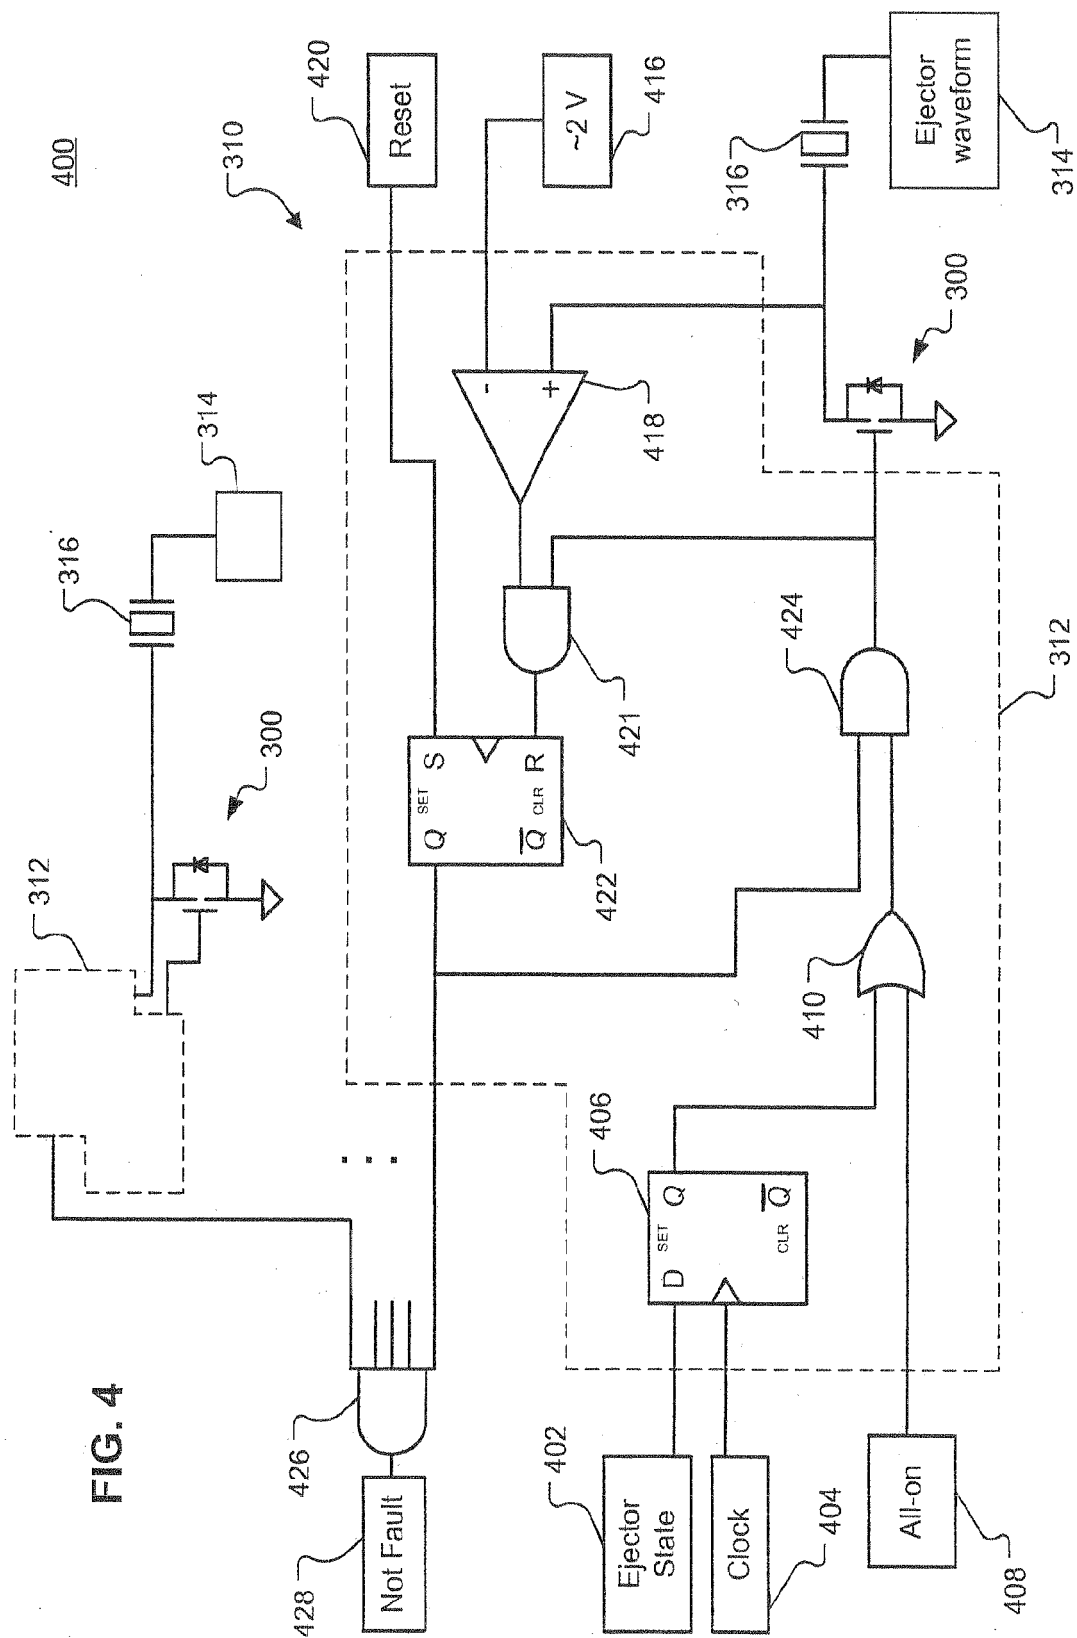 FIG. 4
400
428
Not Fault
426
312
300
316
314
310
420
Reset
~2 V
416
402
Ejector
State
Clock
404
All-on
408
406
D
SET
Q
CLR
Q
410
Q
SET
S
Q
CLR
R
422
421
-
+
418
424
312
300
316
Ejector
waveform
314